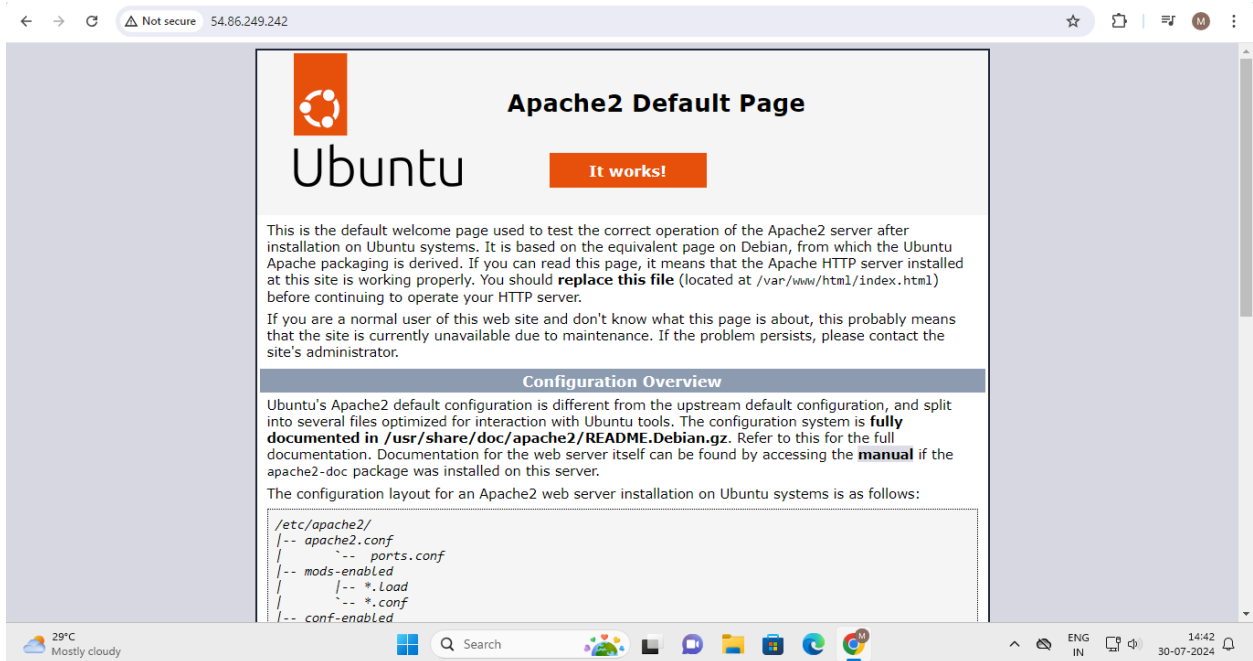 Not secure
54.86.249.242
M
Apache2 Default Page
Ubuntu
It works!
This is the default welcome page used to test the correct operation of the Apache2 server after
installation on Ubuntu systems. It is based on the equivalent page on Debian, from which the Ubuntu
Apache packaging is derived. If you can read this page, it means that the Apache HTTP server installed
at this site is working properly. You should replace this file (located at /var/www/html/index.html)
before continuing to operate your HTTP server.
If you are a normal user of this web site and don't know what this page is about, this probably means
that the site is currently unavailable due to maintenance. If the problem persists, please contact the
site's administrator.
Configuration Overview
Ubuntu's Apache2 default configuration is different from the upstream default configuration, and split
into several files optimized for interaction with Ubuntu tools. The configuration system is fully
documented in /usr/share/doc/apache2/README.Debian.gz. Refer to this for the full
documentation. Documentation for the web server itself can be found by accessing the manual if the
apache2-doc package was installed on this server.
The configuration layout for an Apache2 web server installation on Ubuntu systems is as follows:
/etc/apache2/
|-- apache2.conf
|       `--  ports.conf
|-- mods-enabled
|       |-- *.load
|       `-- *.conf
|-- conf-enabled
29°C
Mostly cloudy
Search
M
ENG
IN
14:42
30-07-2024